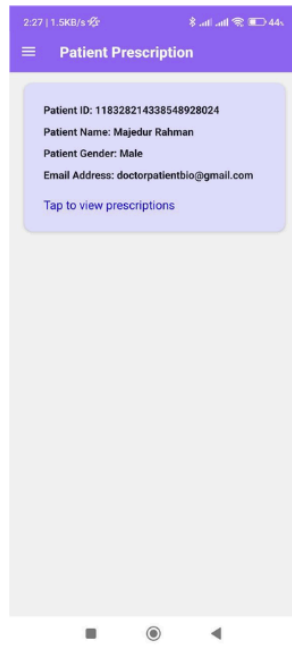 2:27 | 1.5KB/s
44%
Patient Prescription
Patient ID: 118328214338548928024
Patient Name: Majedur Rahman
Patient Gender: Male
Email Address: doctorpatientbio@gmail.com
Tap to view prescriptions